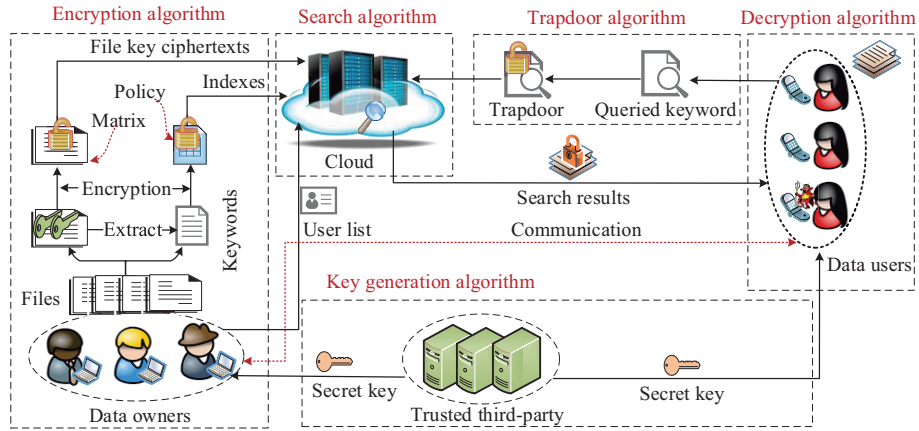 Encryption algorithm
Search algorithm
Trapdoor algorithm
Decryption algorithm
File key ciphertexts
Indexes
Policy
Matrix
Encryption
Extract
Keywords
Files
Data owners
Cloud
User list
Trapdoor
Queried keyword
Search results
Communication
Data users
Key generation algorithm
Secret key
Trusted third-party
Secret key